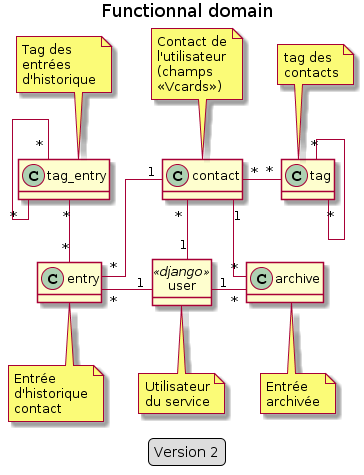 Functionnal domain
Tag des
entrées
d'historique
Contact de
l'utilisateur
(champs
«Vcards»)
tag des
contacts
*
*
C tag_entry
*
1
C contact
*
*
C tag
*
*
*
*
1
1
*
*
C entry
*
1
«django»
user
1
*
*
C archive
Entrée
d'historique
contact
Utilisateur
du service
Entrée
archivée
Version 2